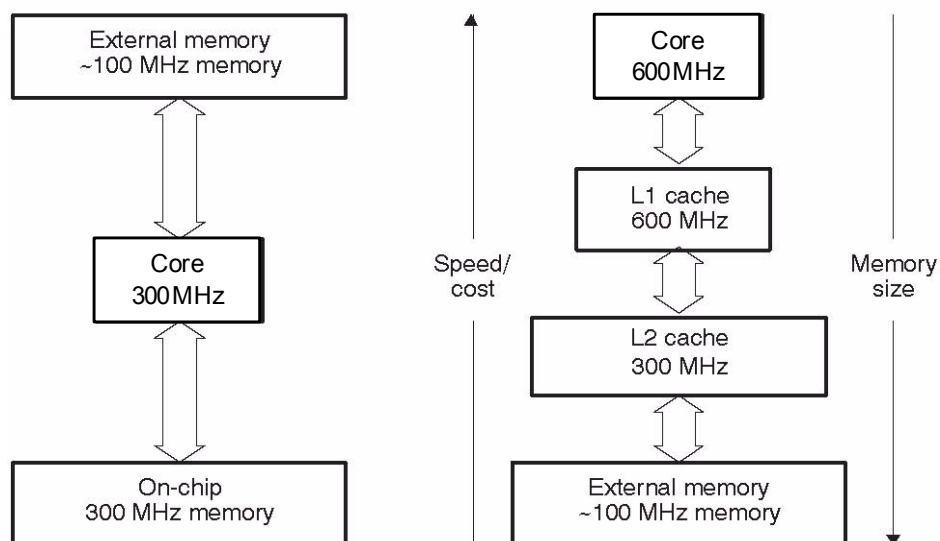 External memory
~100 MHz memory
Core
300MHz
On-chip
300 MHz memory
Speed/
cost
Core
600MHz
L1 cache
600 MHz
L2 cache
300 MHz
External memory
~100 MHz memory
Memory
size